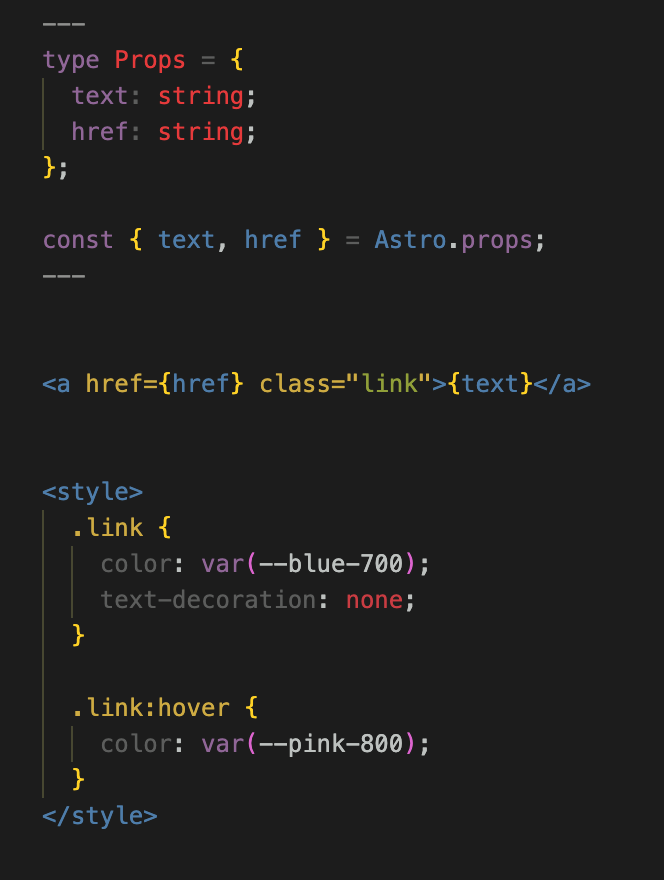 ---
type Props = {
  text: string;
  href: string;
};

const { text, href } = Astro.props;
---

<a href={href} class="link">{text}</a>

<style>
  .link {
    color: var(--blue-700);
    text-decoration: none;
  }

  .link:hover {
    color: var(--pink-800);
  }
</style>